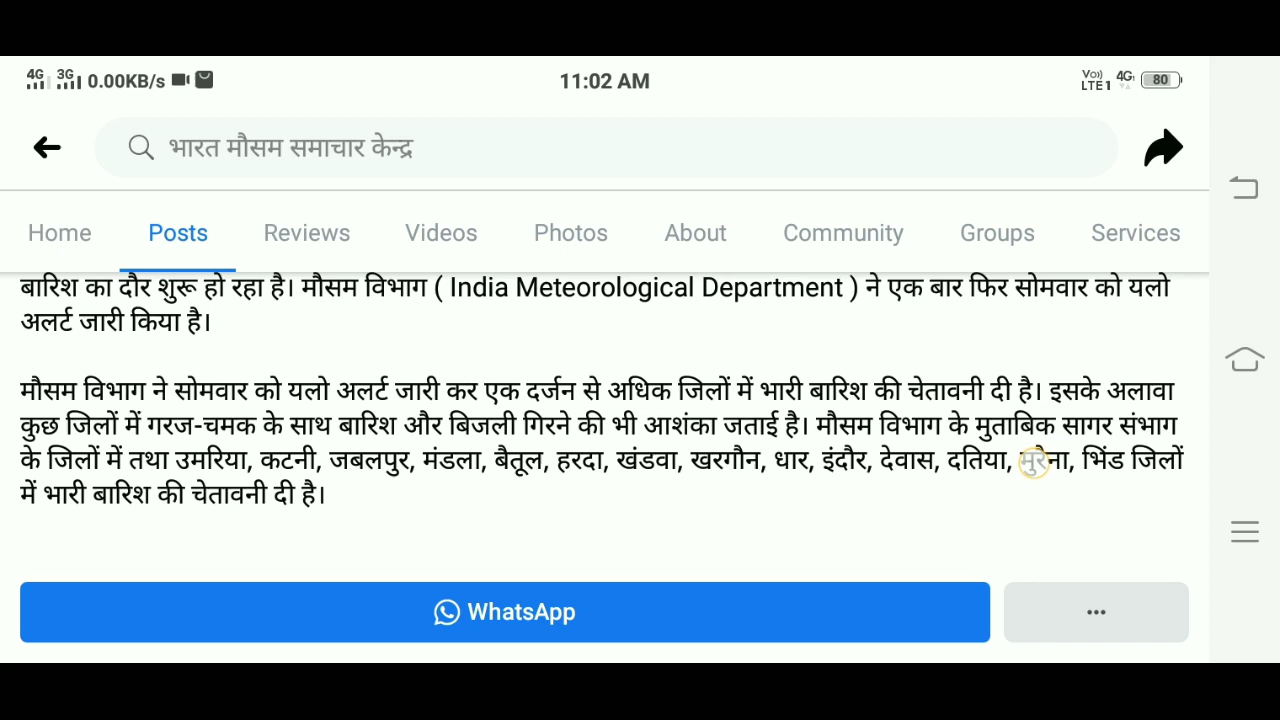 4G 3G 0.00KB/s 11:02 AM Vo)) LTE1 4G 80
भारत मौसम समाचार केन्द्र
Home Posts Reviews Videos Photos About Community Groups Services
बारिश का दौर शुरू हो रहा है। मौसम विभाग ( India Meteorological Department ) ने एक बार फिर सोमवार को यलो
अलर्ट जारी किया है।
मौसम विभाग ने सोमवार को यलो अलर्ट जारी कर एक दर्जन से अधिक जिलों में भारी बारिश की चेतावनी दी है। इसके अलावा
कुछ जिलों में गरज-चमक के साथ बारिश और बिजली गिरने की भी आशंका जताई है। मौसम विभाग के मुताबिक सागर संभाग
के जिलों में तथा उमरिया, कटनी, जबलपुर, मंडला, बैतूल, हरदा, खंडवा, खरगौन, धार, इंदौर, देवास, दतिया, मुरैना, भिंड जिलों
में भारी बारिश की चेतावनी दी है।
WhatsApp